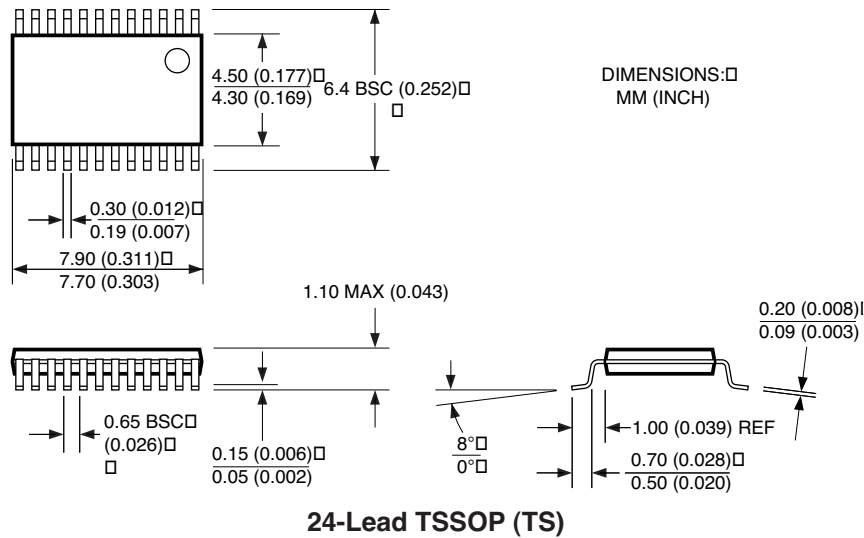 4.50 (0.177)□
4.30 (0.169)
6.4 BSC (0.252)□
□
DIMENSIONS:□
MM (INCH)
0.30 (0.012)□
0.19 (0.007)
7.90 (0.311)□
7.70 (0.303)
1.10 MAX (0.043)
0.20 (0.008)□
0.09 (0.003)
0.65 BSC□
(0.026)□
□
0.15 (0.006)□
0.05 (0.002)
8°□
0°□
1.00 (0.039) REF
0.70 (0.028)□
0.50 (0.020)
24-Lead TSSOP (TS)